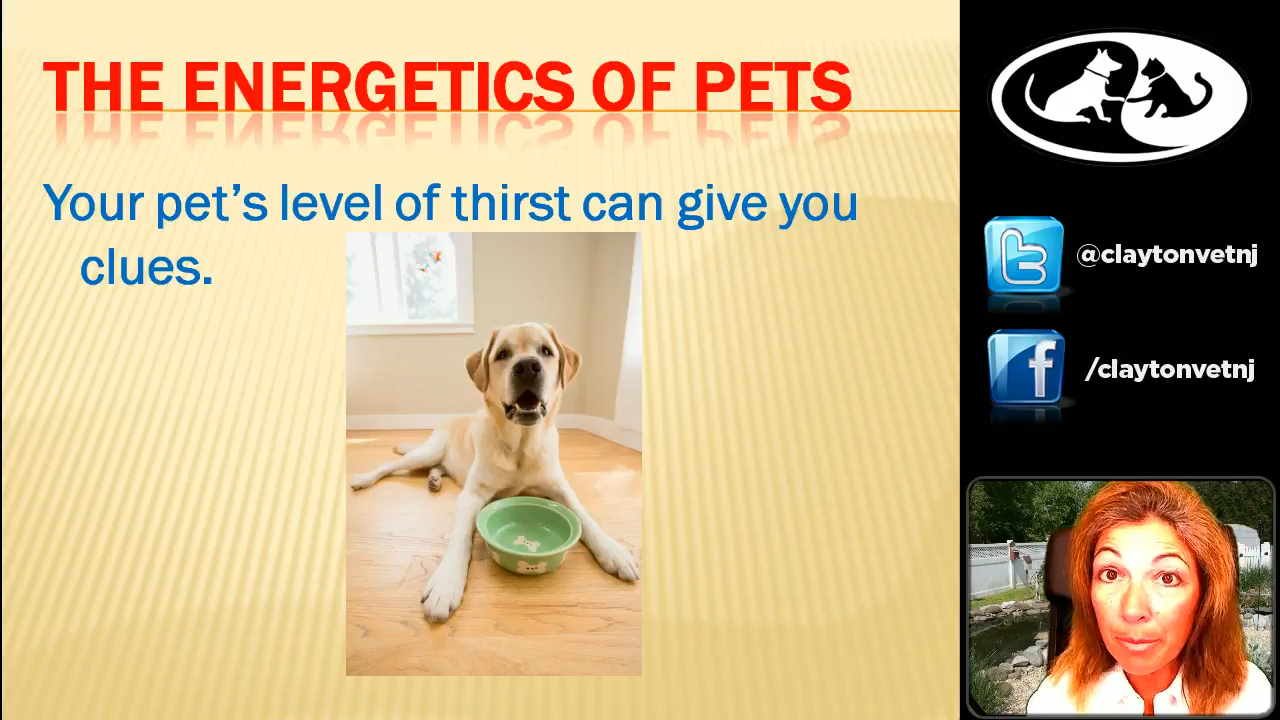 THE ENERGETICS OF PETS
Your pet’s level of thirst can give you
clues.
@claytonvetnj
/claytonvetnj